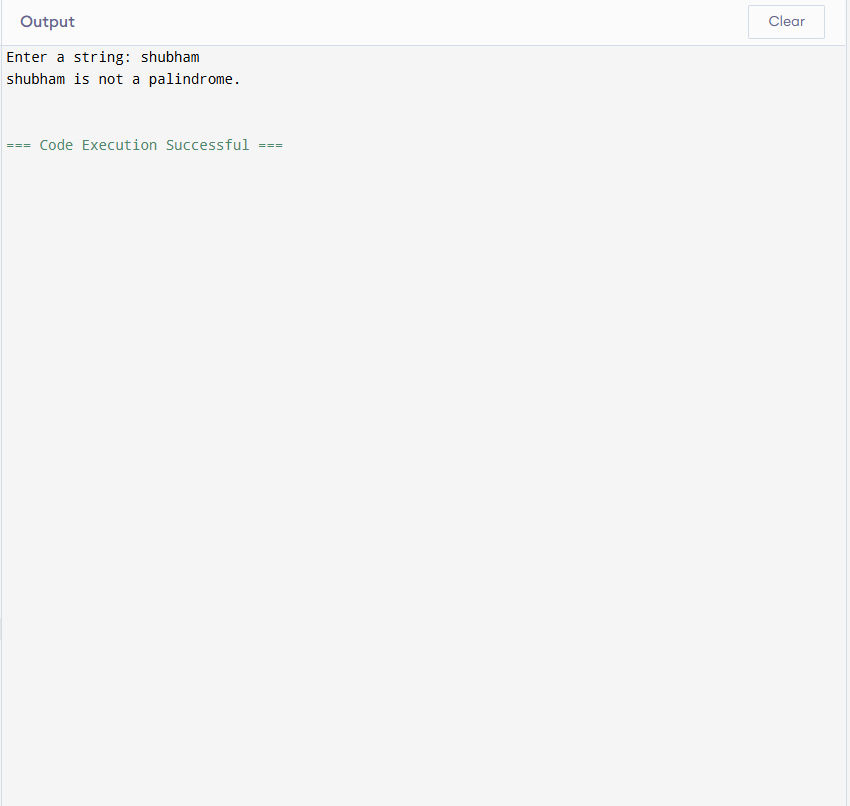 Output
Clear
Enter a string: shubham
shubham is not a palindrome.
=== Code Execution Successful ===